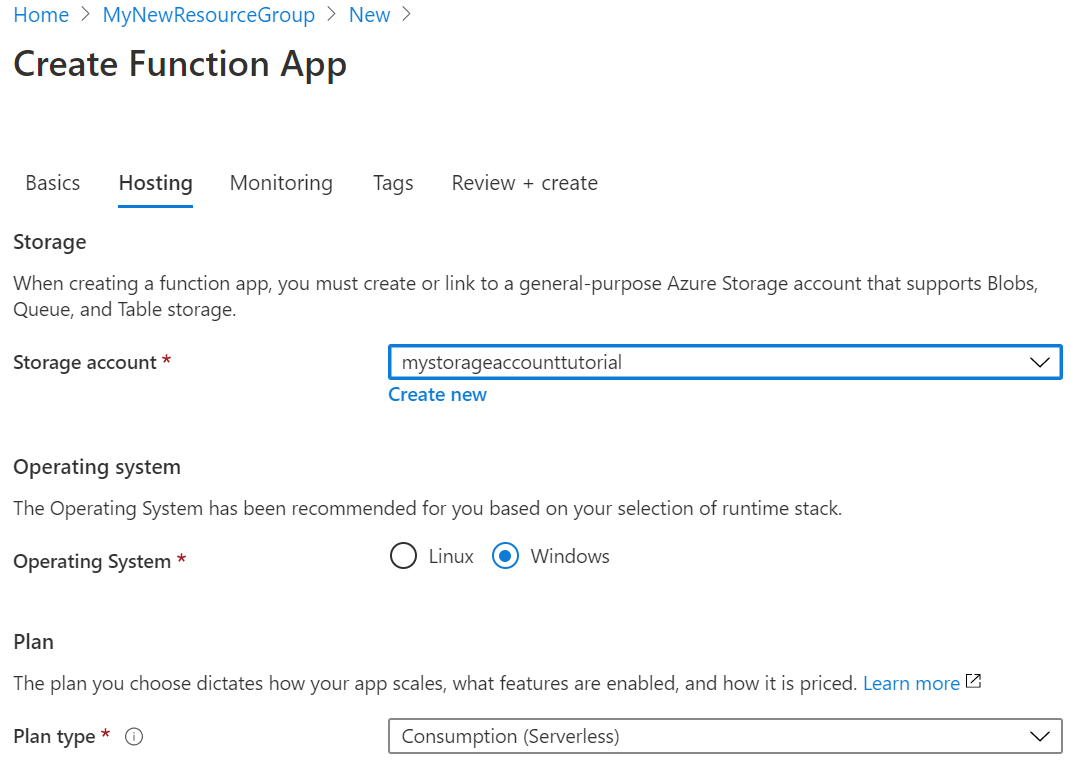 Home > MyNewResourceGroup > New >
Create Function App
Basics Hosting Monitoring Tags Review + create
Storage
When creating a function app, you must create or link to a general-purpose Azure Storage account that supports Blobs,
Queue, and Table storage.
Storage account * mystorageaccounttutorial
Create new
Operating system
The Operating System has been recommended for you based on your selection of runtime stack.
Operating System * Linux Windows
Plan
The plan you choose dictates how your app scales, what features are enabled, and how it is priced. Learn more
Plan type * Consumption (Serverless)